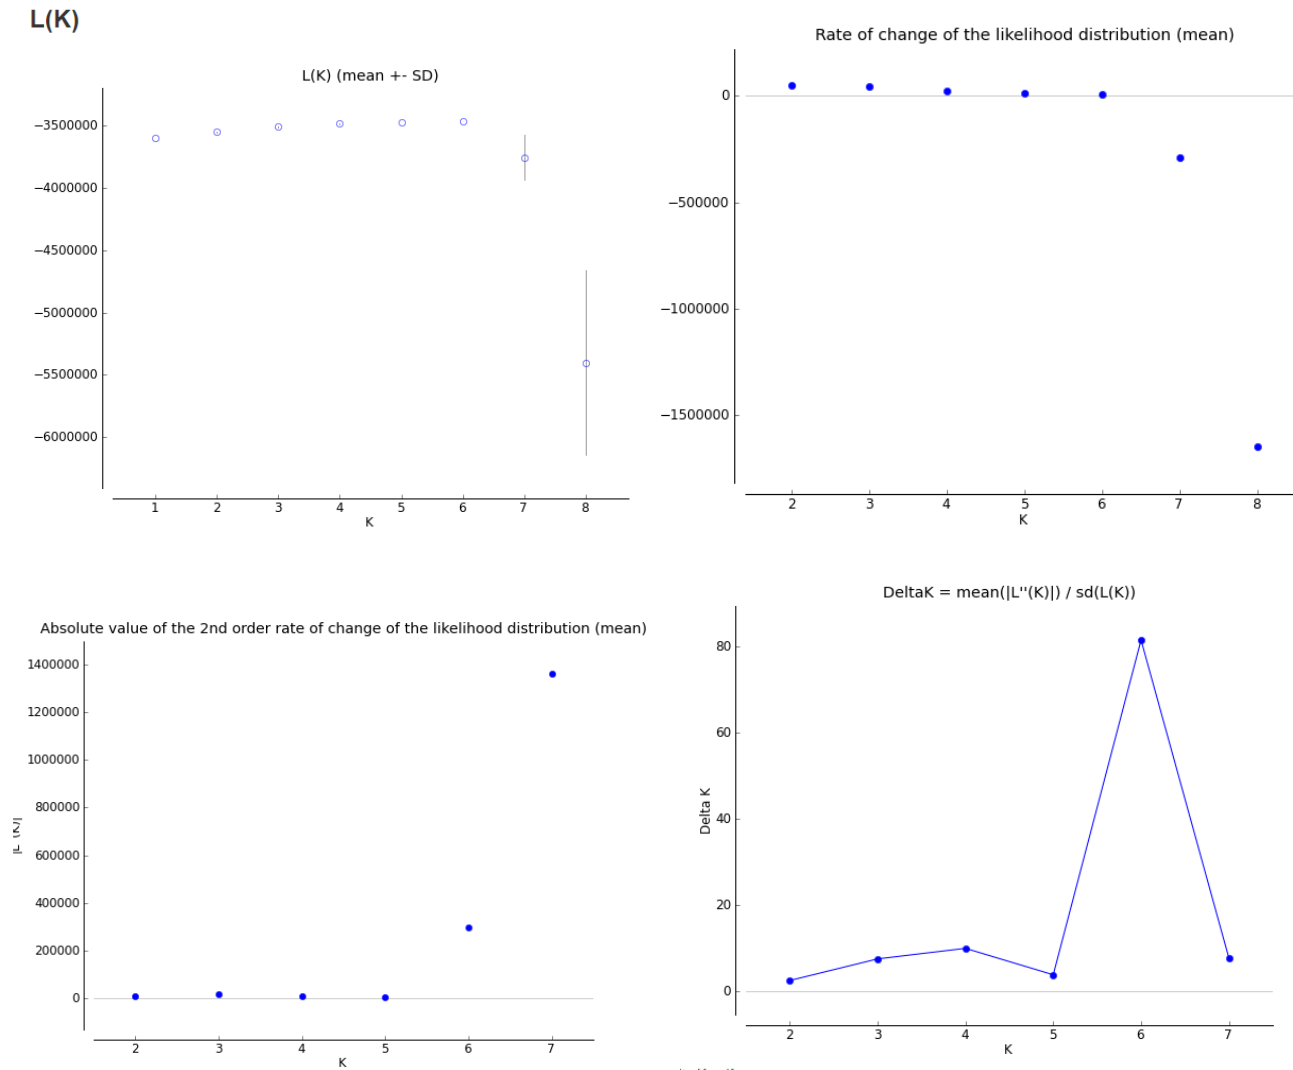 L(K)
L(K) (mean +- SD)
−3500000
−4000000
−4500000
−5000000
−5500000
−6000000
1 2 3 4 5 6 7 8
K
Rate of change of the likelihood distribution (mean)
0
−500000
−1000000
−1500000
2 3 4 5 6 7 8
K
Absolute value of the 2nd order rate of change of the likelihood distribution (mean)
1400000
1200000
1000000
800000
600000
400000
200000
0
2 3 4 5 6 7
K
DeltaK = mean(|L''(K)|) / sd(L(K))
Delta K
80
60
40
20
0
2 3 4 5 6 7
K